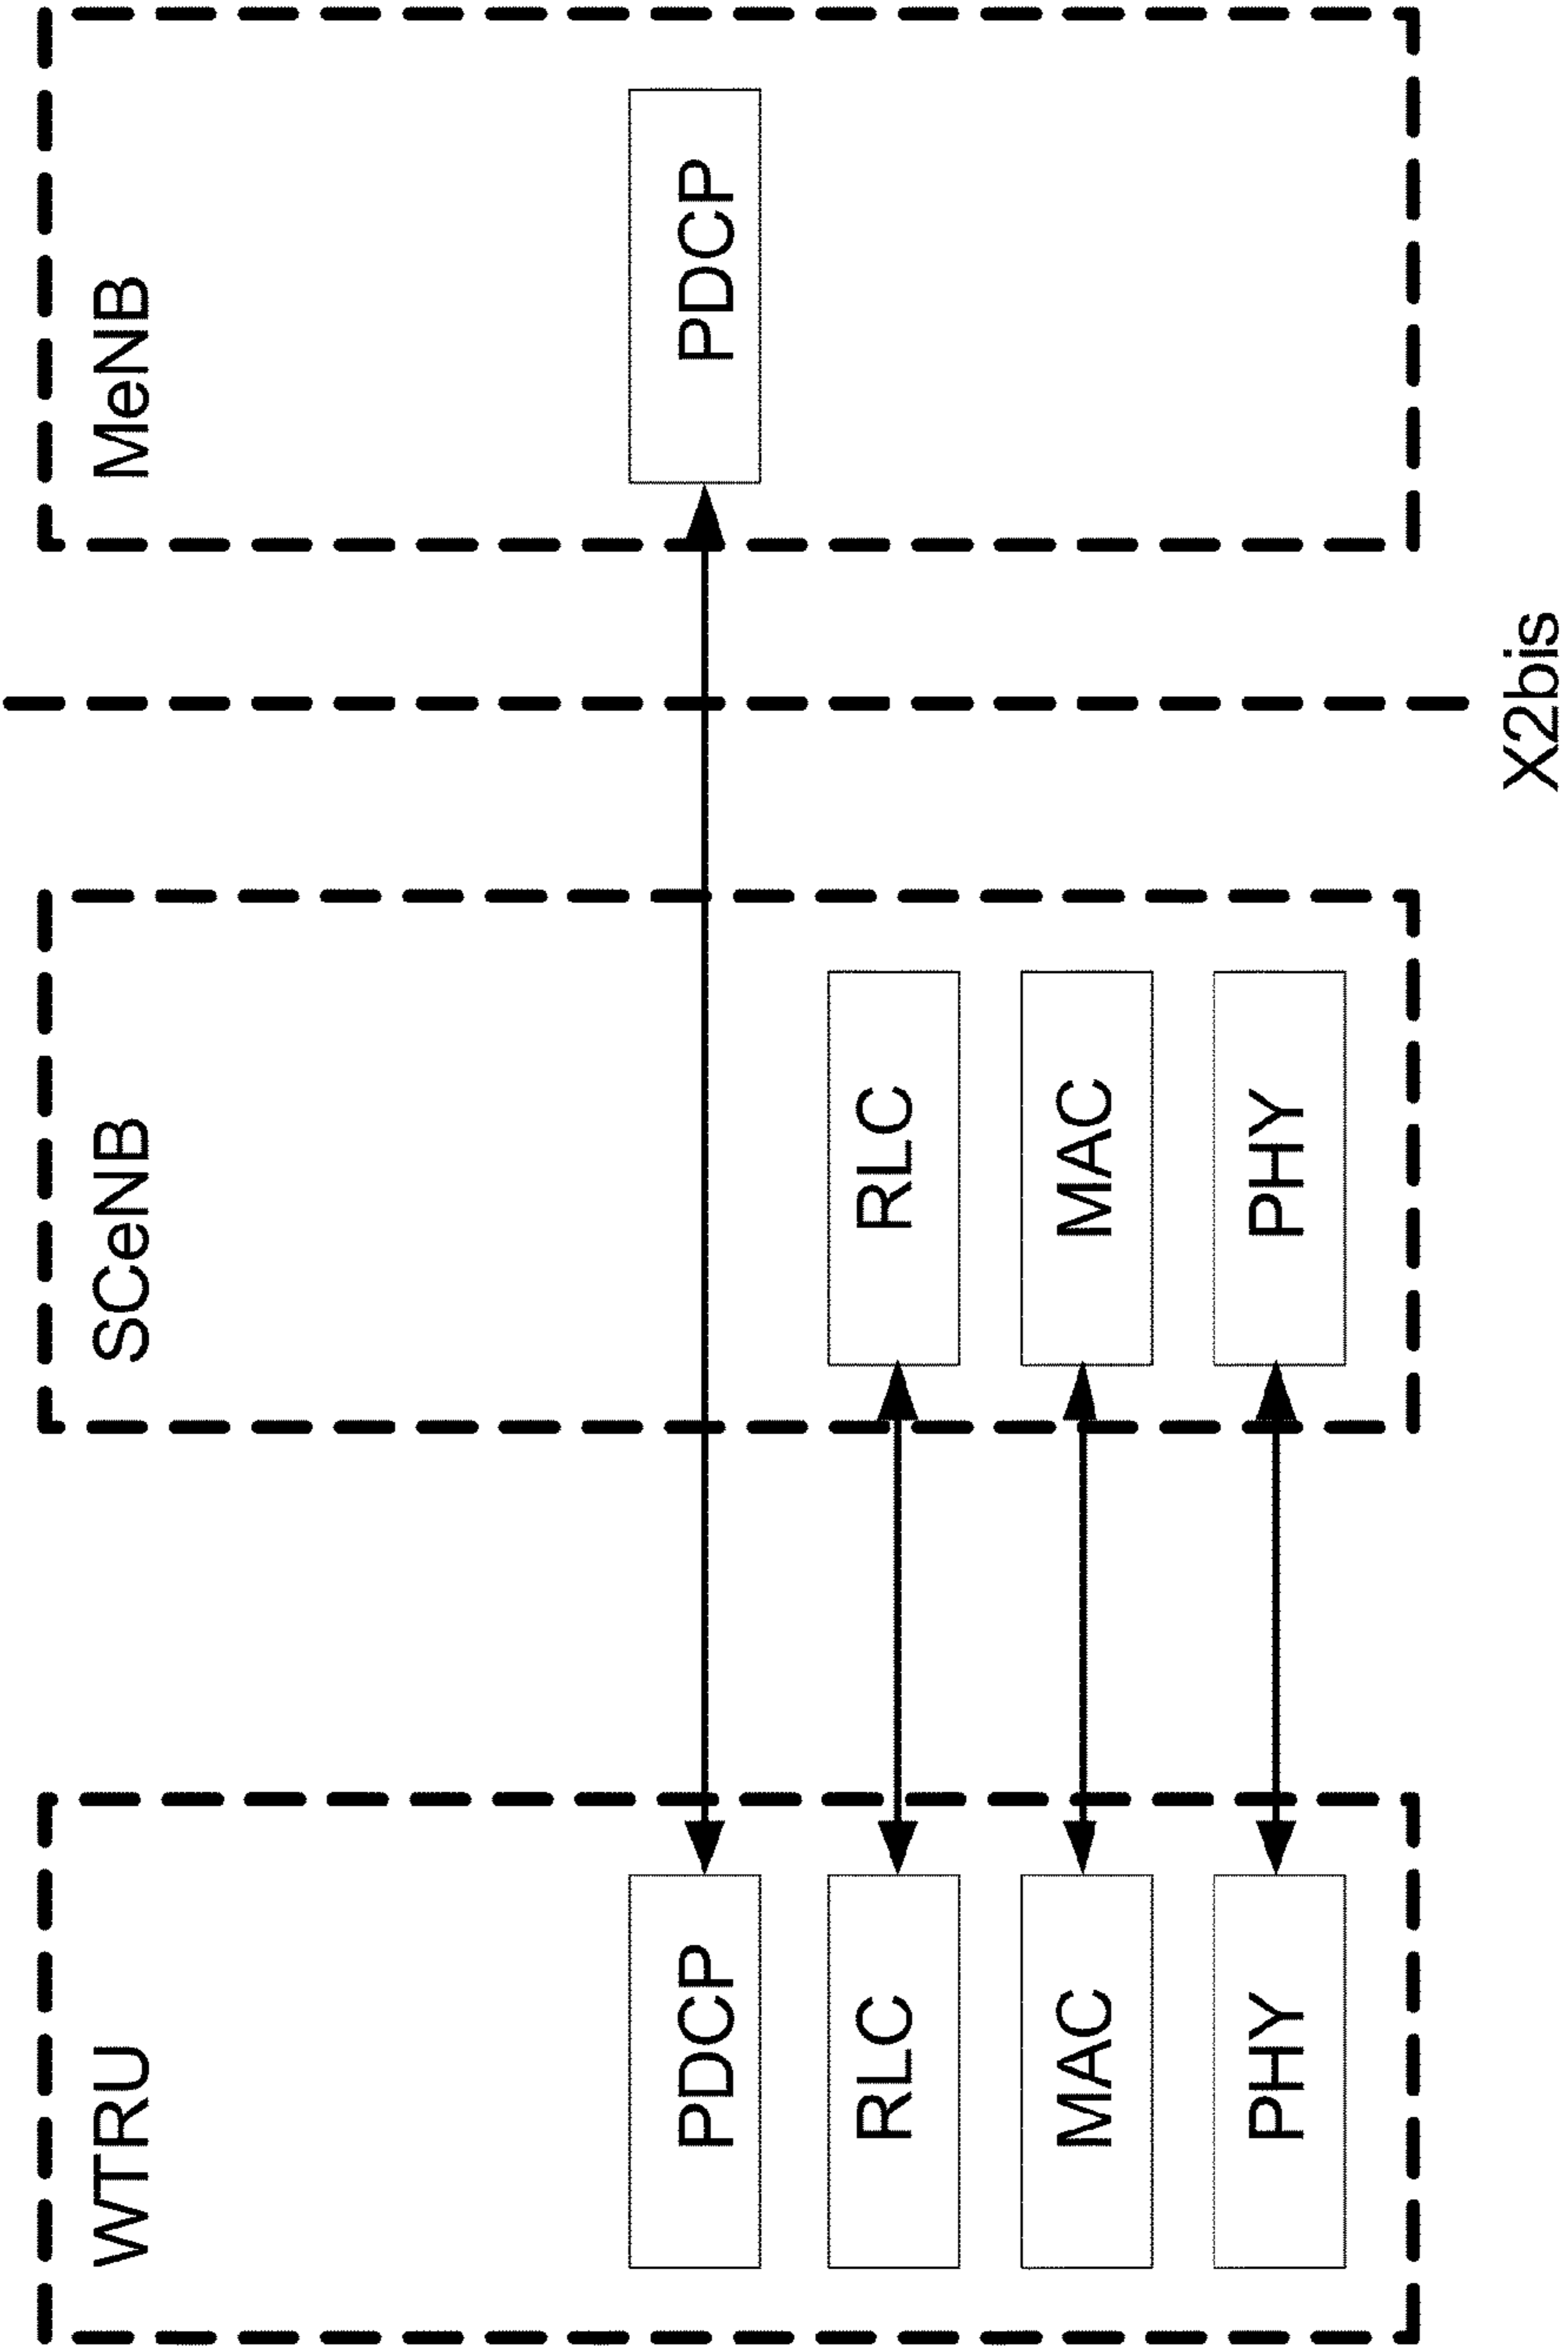 WTRU
SCeNB
MeNB
PDCP
PDCP
RLC
RLC
MAC
MAC
PHY
PHY
X2bis